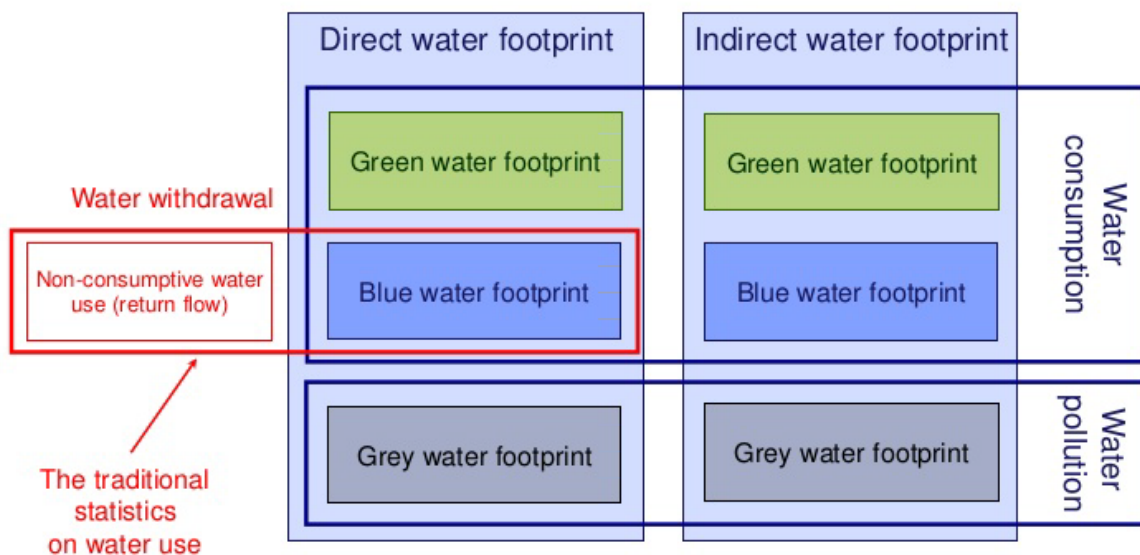 Direct water footprint
Indirect water footprint
Green water footprint
Green water footprint
Water
consumption
Water withdrawal
Non-consumptive water
use (return flow)
Blue water footprint
Blue water footprint
Grey water footprint
Grey water footprint
Water
pollution
The traditional
statistics
on water use